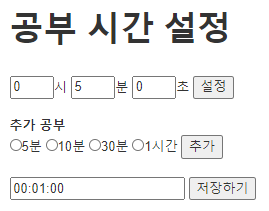 공부 시간 설정
0시 5분 0초 설정
추가 공부
5분 10분 30분 1시간 추가
00:01:00 저장하기